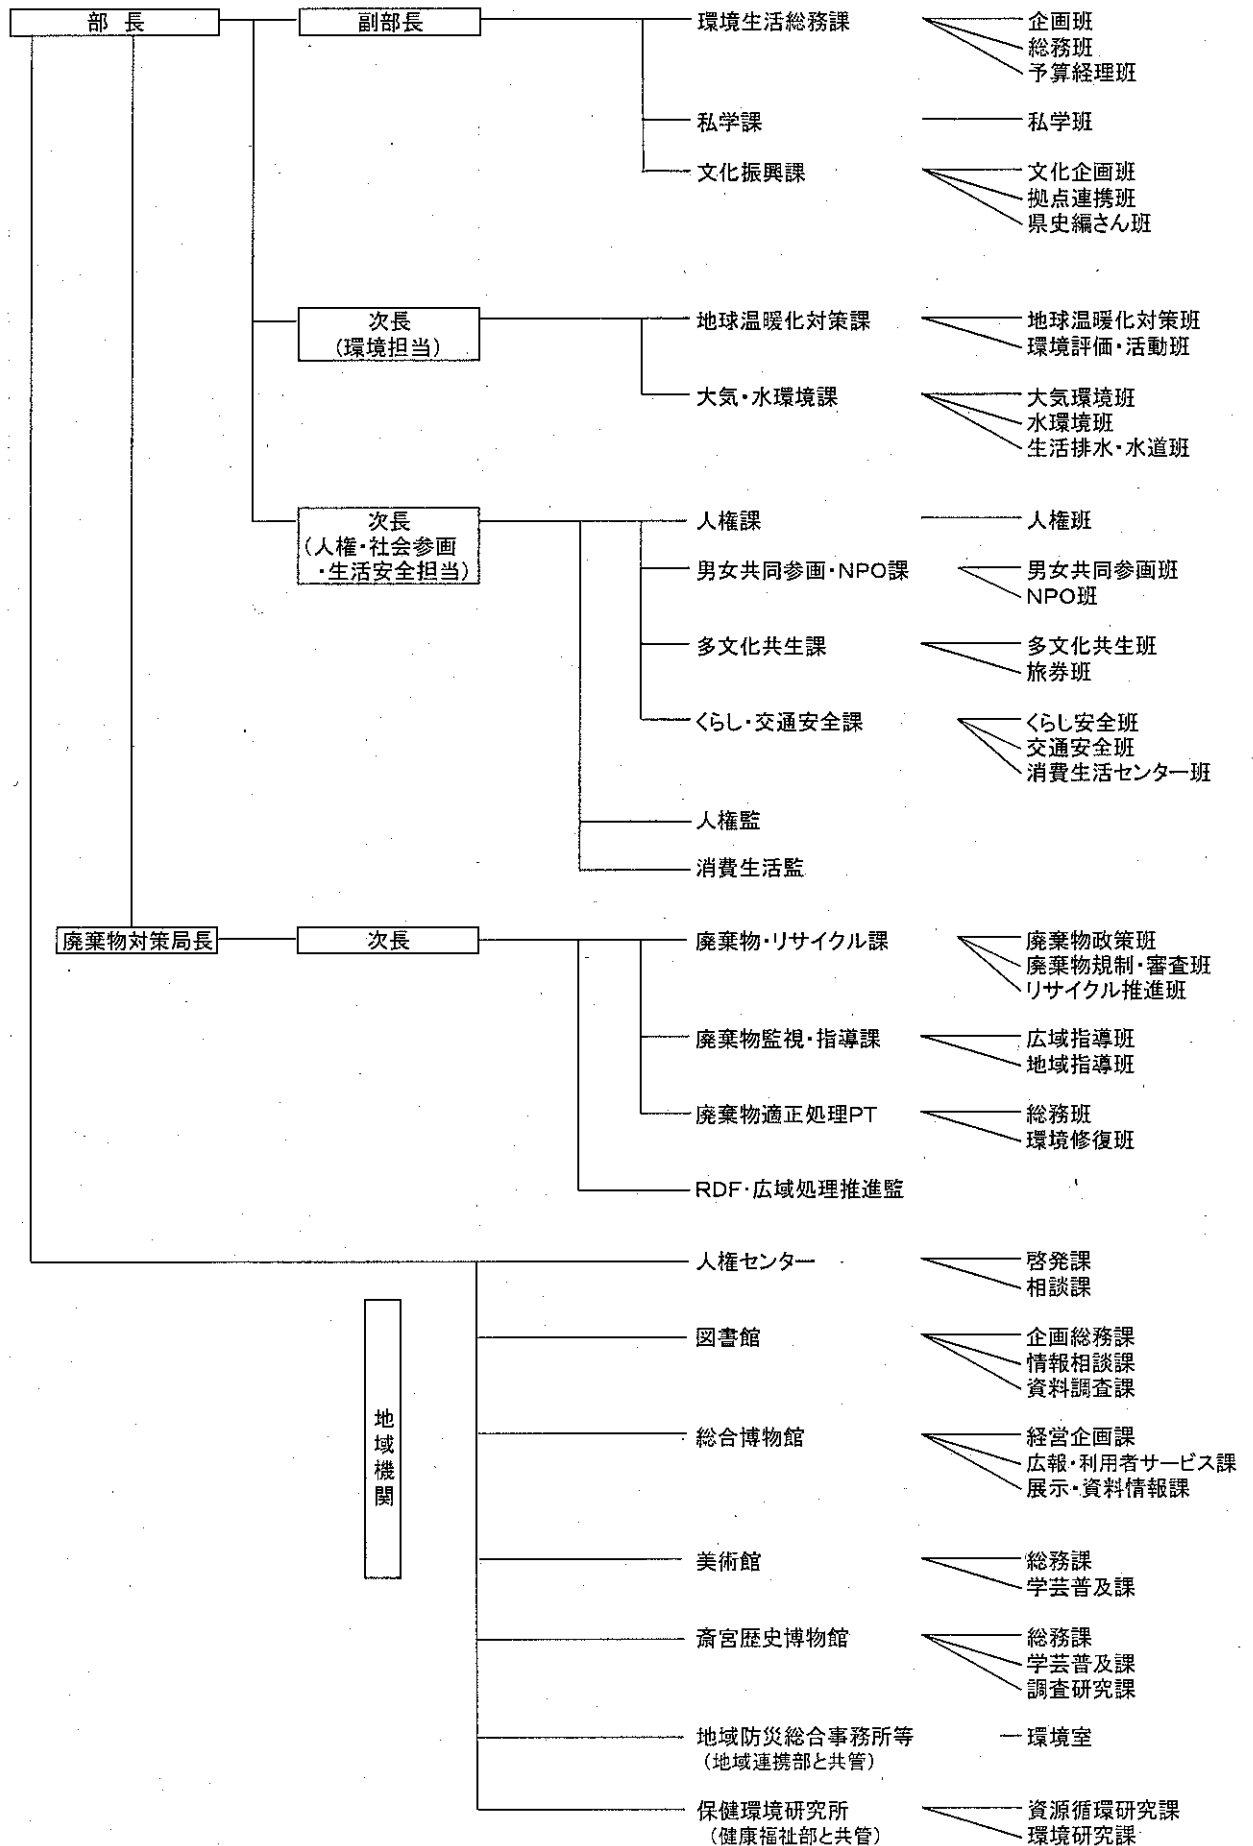 部 長
副部長
環境生活総務課
企画班
総務班
予算経理班
私学課
私学班
文化振興課
文化企画班
拠点連携班
県史編さん班
次長
(環境担当)
地球温暖化対策課
地球温暖化対策班
環境評価・活動班
大気・水環境課
大気環境班
水環境班
生活排水・水道班
次長
(人権・社会参画
・生活安全担当)
人権課
人権班
男女共同参画・NPO課
男女共同参画班
NPO班
多文化共生課
多文化共生班
旅券班
くらし・交通安全課
くらし安全班
交通安全班
消費生活センター班
人権監
消費生活監
廃棄物対策局長
次長
廃棄物・リサイクル課
廃棄物政策班
廃棄物規制・審査班
リサイクル推進班
廃棄物監視・指導課
広域指導班
地域指導班
廃棄物適正処理PT
総務班
環境修復班
RDF・広域処理推進監
地域機関
人権センター
啓発課
相談課
図書館
企画総務課
情報相談課
資料調査課
総合博物館
経営企画課
広報・利用者サービス課
展示・資料情報課
美術館
総務課
学芸普及課
斎宮歴史博物館
総務課
学芸普及課
調査研究課
地域防災総合事務所等
(地域連携部と共管)
環境室
保健環境研究所
(健康福祉部と共管)
資源循環研究課
環境研究課